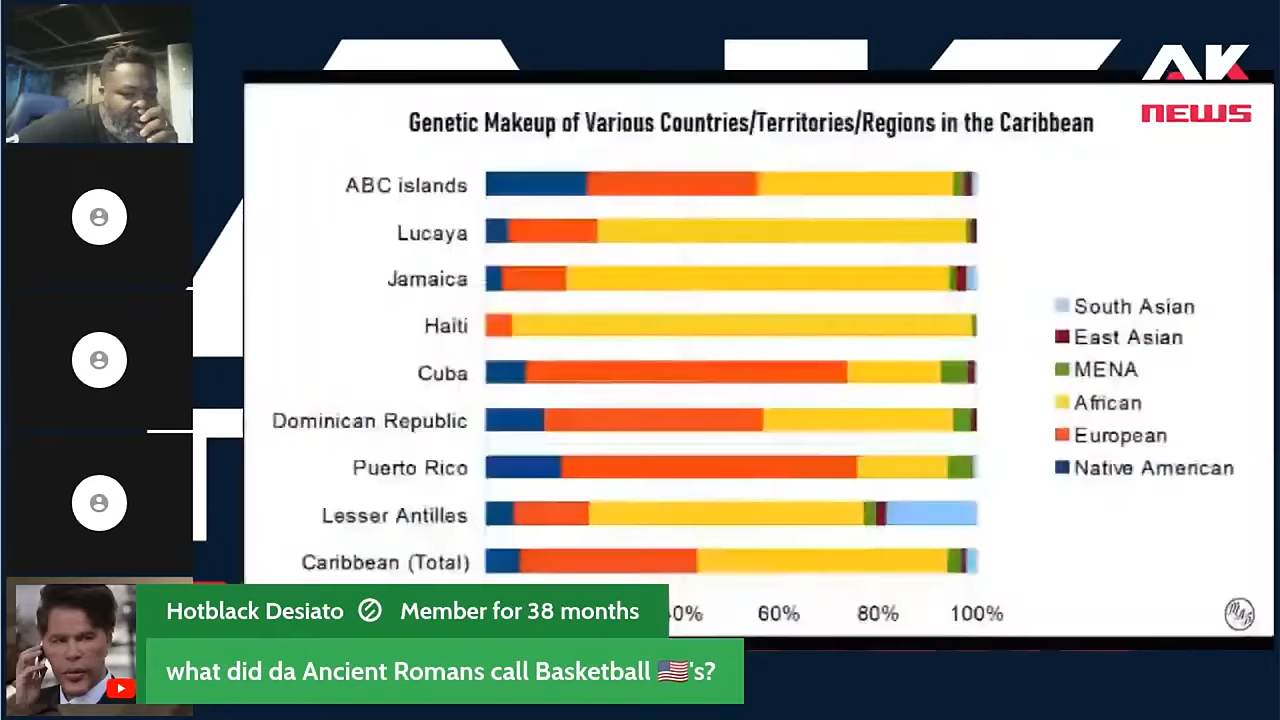 AK
NEWS
Genetic Makeup of Various Countries/Territories/Regions in the Caribbean
ABC islands
Lucaya
Jamaica
Haiti
Cuba
Dominican Republic
Puerto Rico
Lesser Antilles
Caribbean (Total)
South Asian
East Asian
MENA
African
European
Native American
60%
80%
100%
Hotblack Desiato
Member for 38 months
what did da Ancient Romans call Basketball 🇺🇸's?